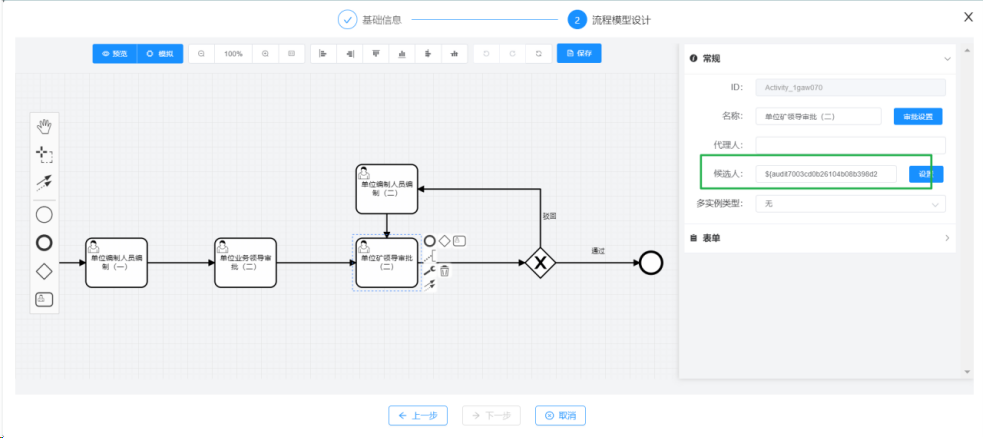 基础信息
2 流程模型设计
预览 模拟 100% 保存
常规
ID: Activity_1gaw070
名称: 单位矿领导审批（二） 审批设置
代理人:
候选人: ${audit7003cd0b26104b08b398d2 设置
多实例类型: 无
表单
单位编制人员编
制（二）
驳回
单位编制人员编
制（一）
单位业务领导审
批（二）
单位矿领导审批
（二）
通过
上一步 下一步 取消